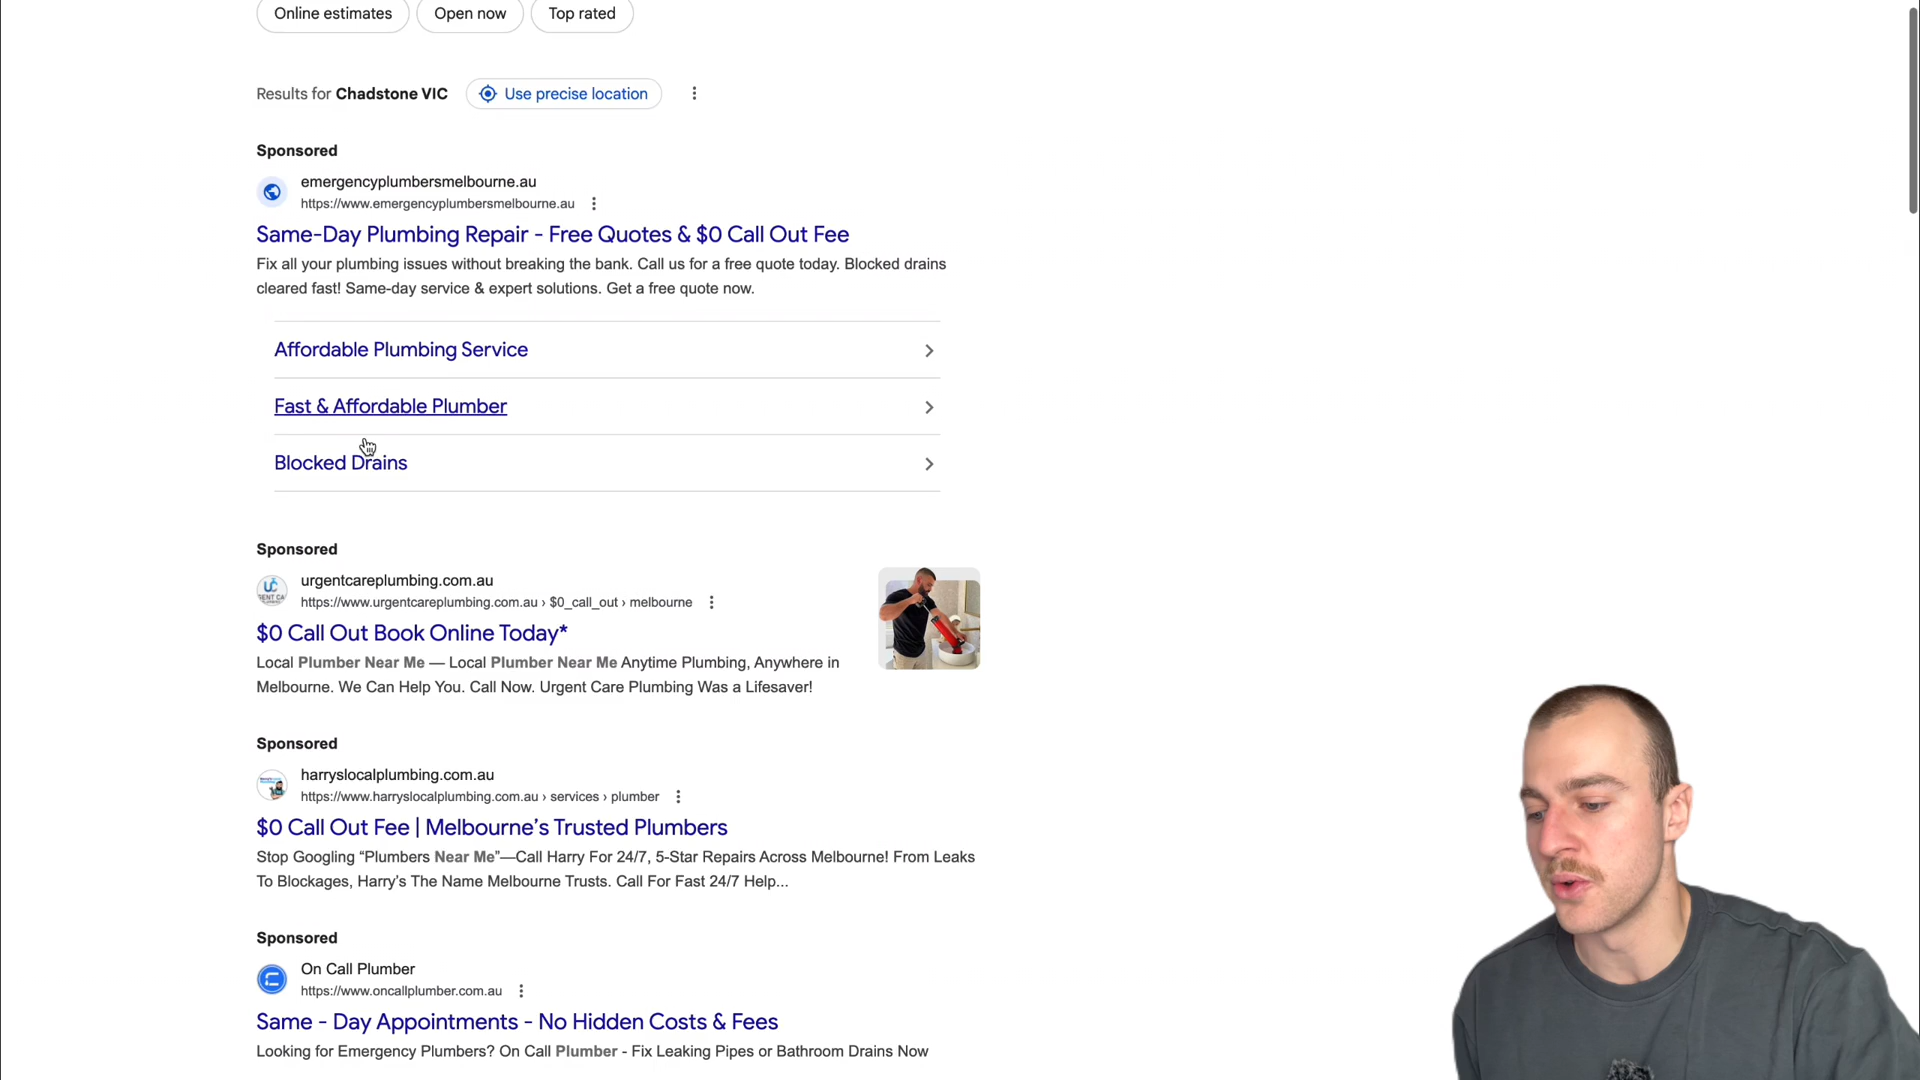 Online estimates
Open now
Top rated
Results for Chadstone VIC
Use precise location
Sponsored
emergencyplumbersmelbourne.au
https://www.emergencyplumbersmelbourne.au
Same-Day Plumbing Repair - Free Quotes & $0 Call Out Fee
Fix all your plumbing issues without breaking the bank. Call us for a free quote today. Blocked drains
cleared fast! Same-day service & expert solutions. Get a free quote now.
Affordable Plumbing Service
Fast & Affordable Plumber
Blocked Drains
Sponsored
UC
urgentcareplumbing.com.au
https://www.urgentcareplumbing.com.au › $0_call_out › melbourne
$0 Call Out Book Online Today*
Local Plumber Near Me — Local Plumber Near Me Anytime Plumbing, Anywhere in
Melbourne. We Can Help You. Call Now. Urgent Care Plumbing Was a Lifesaver!
Sponsored
harryslocalplumbing.com.au
https://www.harryslocalplumbing.com.au › services › plumber
$0 Call Out Fee | Melbourne’s Trusted Plumbers
Stop Googling “Plumbers Near Me”—Call Harry For 24/7, 5-Star Repairs Across Melbourne! From Leaks
To Blockages, Harry’s The Name Melbourne Trusts. Call For Fast 24/7 Help...
Sponsored
On Call Plumber
https://www.oncallplumber.com.au
Same - Day Appointments - No Hidden Costs & Fees
Looking for Emergency Plumbers? On Call Plumber - Fix Leaking Pipes or Bathroom Drains Now